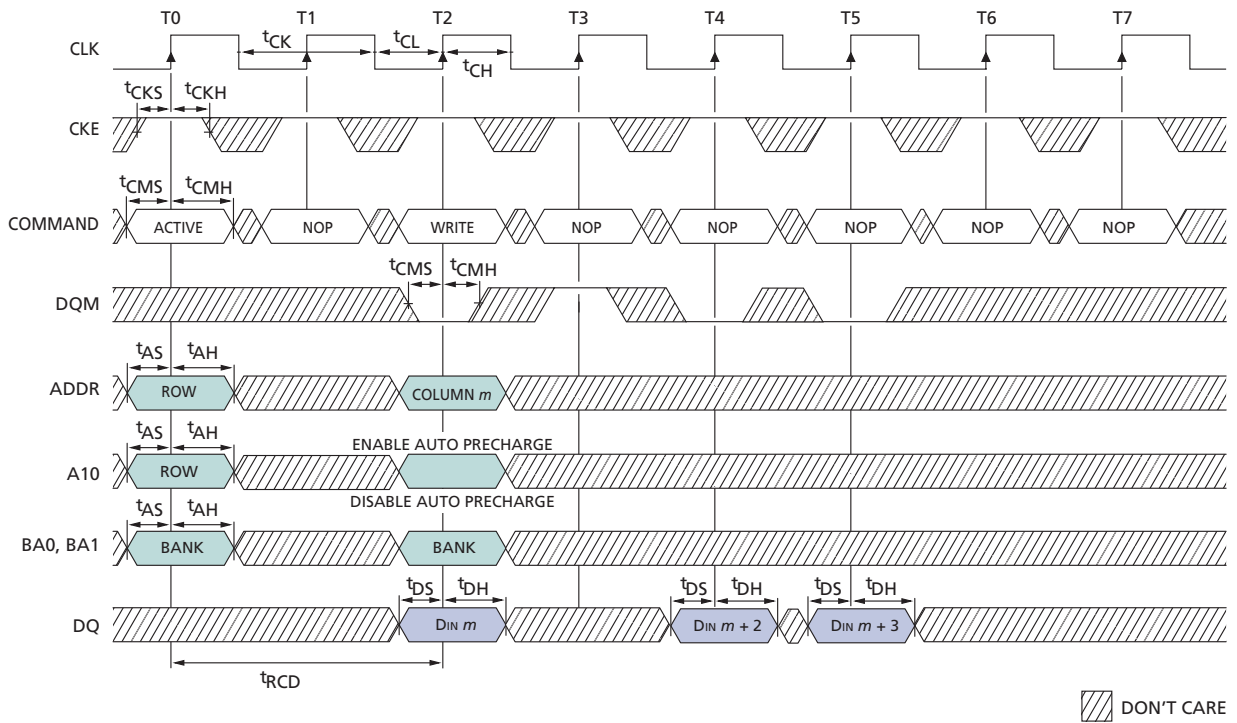 T0 T1 T2 T3 T4 T5 T6 T7
CLK
tCK tCL
tCH
tCKS tCKH
CKE
tCMS tCMH
COMMAND ACTIVE NOP WRITE NOP NOP NOP NOP NOP
tCMS tCMH
DQM
tAS tAH
ADDR ROW COLUMN m
tAS tAH ENABLE AUTO PRECHARGE
A10 ROW
DISABLE AUTO PRECHARGE
tAS tAH
BA0, BA1 BANK BANK
tDS tDH tDS tDH tDS tDH
DQ DIN m DIN m + 2 DIN m + 3
tRCD
DON'T CARE